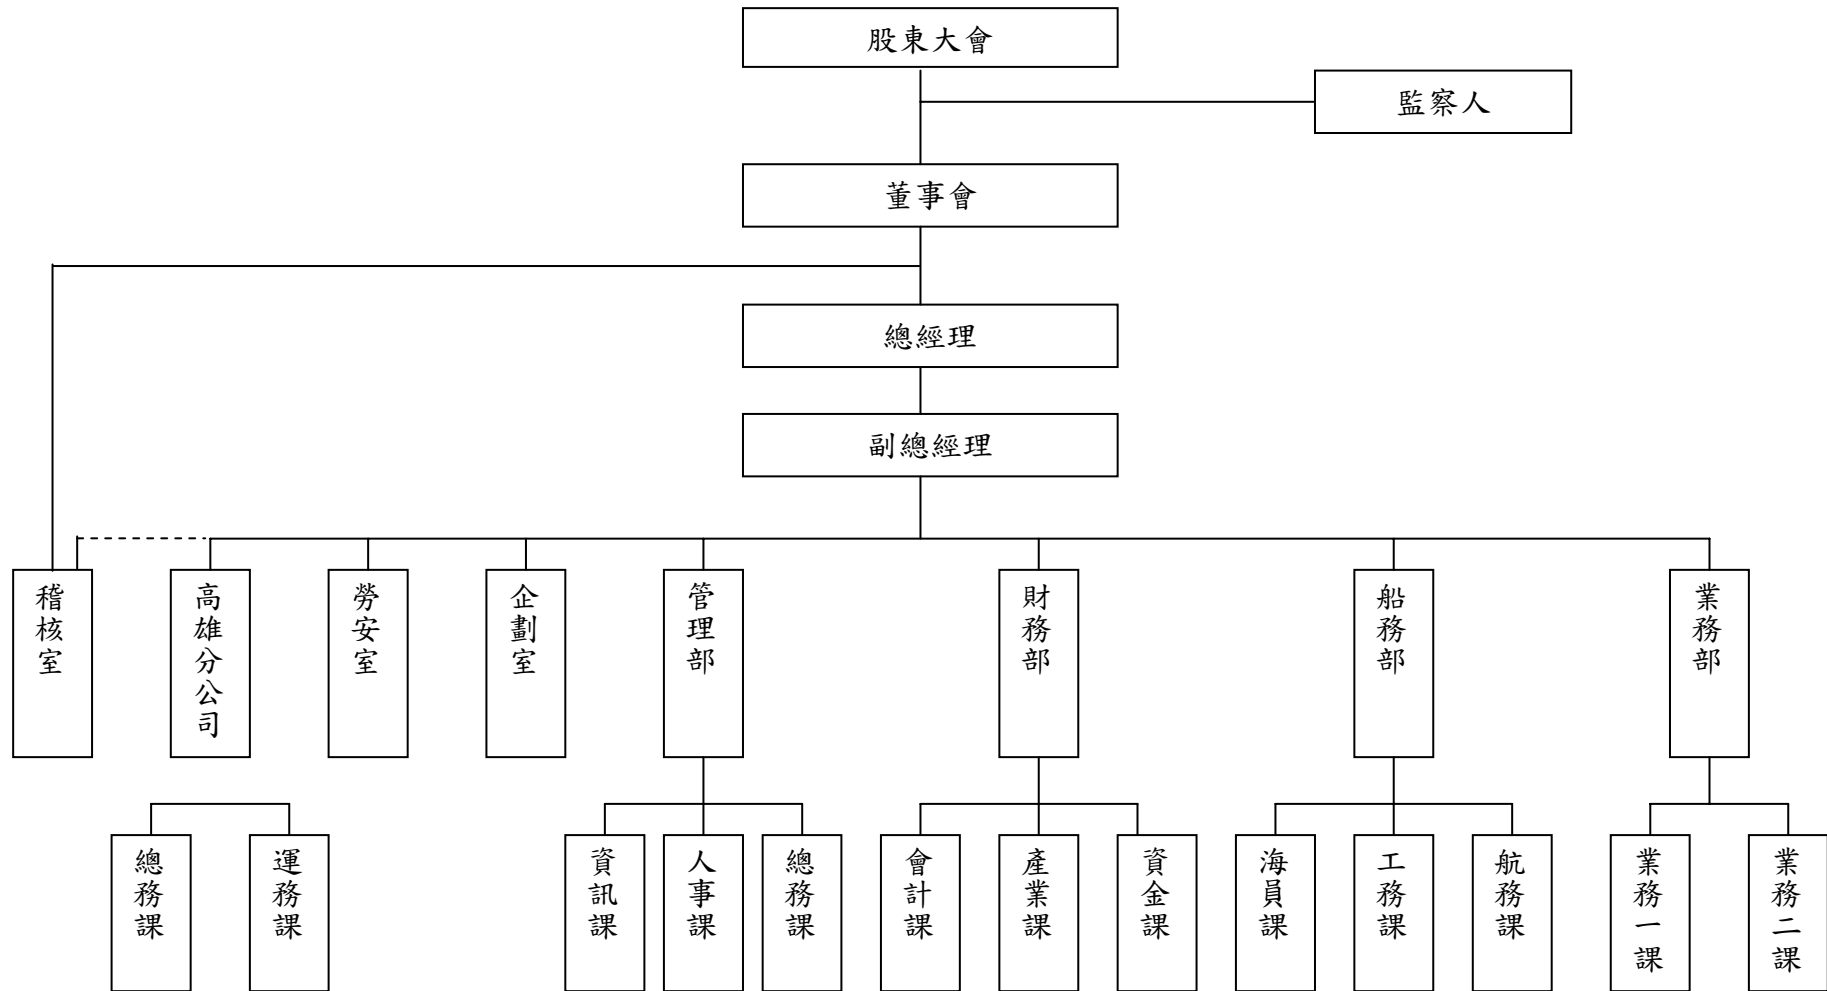 股東大會
監察人
董事會
總經理
副總經理
稽核室
高雄分公司
勞安室
企劃室
管理部
財務部
船務部
業務部
總務課
運務課
資訊課
人事課
總務課
會計課
產業課
資金課
海員課
工務課
航務課
業務一課
業務二課